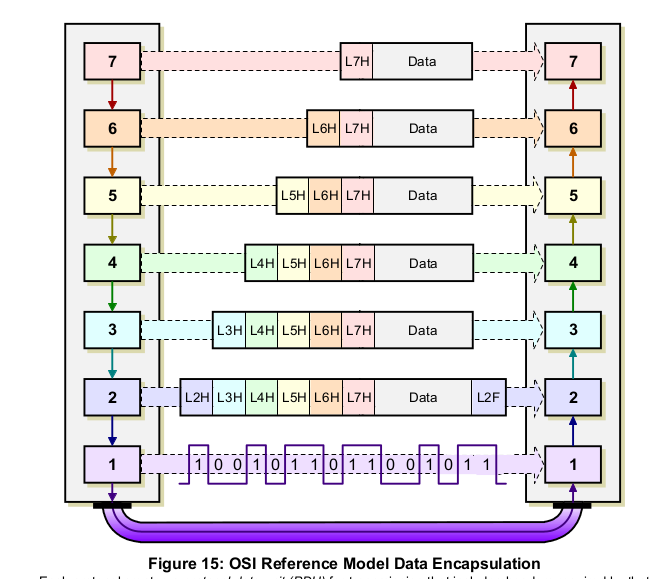 7 L7H Data 7
6 L6H L7H Data 6
5 L5H L6H L7H Data 5
4 L4H L5H L6H L7H Data 4
3 L3H L4H L5H L6H L7H Data 3
2 L2H L3H L4H L5H L6H L7H Data L2F 2
1 1 0 0 1 0 1 1 0 1 1 0 0 1 0 1 1 1
Figure 15: OSI Reference Model Data Encapsulation